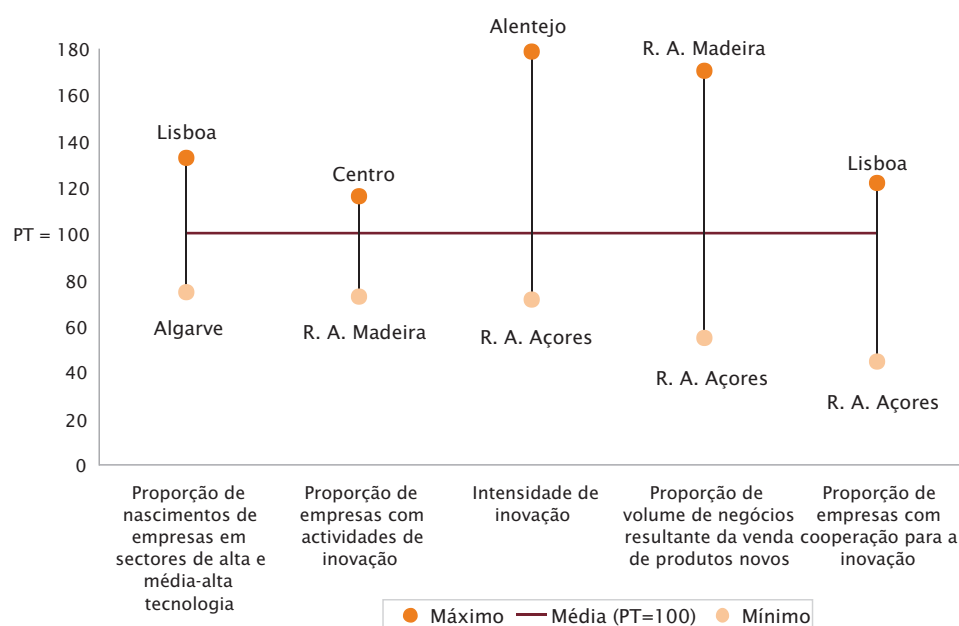 180
160
140
120
PT = 100
80
60
40
20
0
Lisboa
Algarve
Centro
R. A. Madeira
Alentejo
R. A. Açores
R. A. Madeira
R. A. Açores
Lisboa
R. A. Açores
Proporção de
nascimentos de
empresas em
sectores de alta e
média-alta
tecnologia
Proporção de
empresas com
actividades de
inovação
Intensidade de
inovação
Proporção de
volume de negócios
resultante da venda
de produtos novos
Proporção de
empresas com
cooperação para a
inovação
Máximo
Média (PT=100)
Mínimo